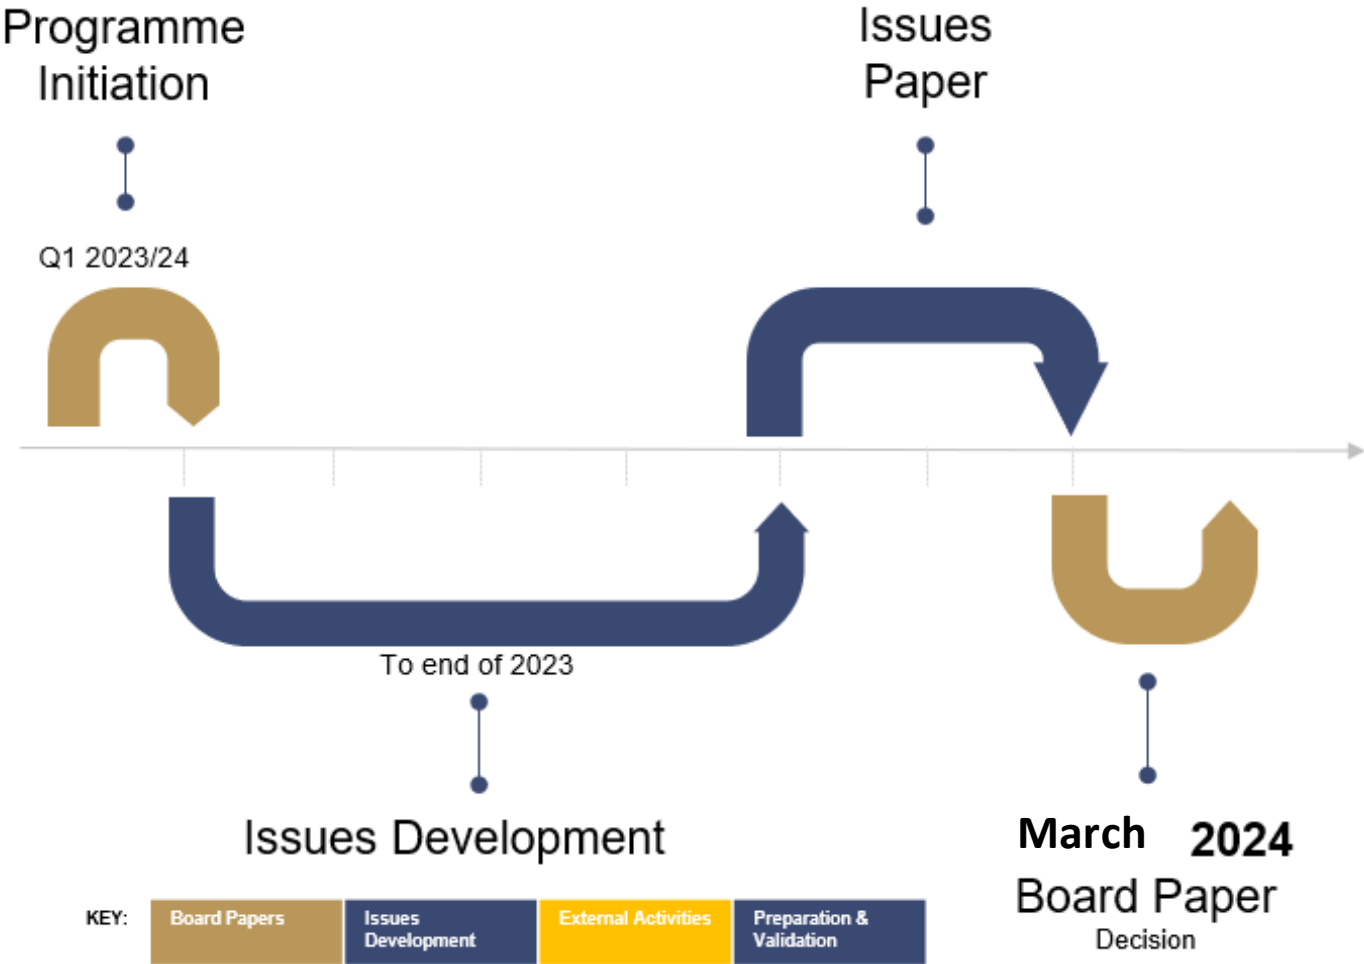 Programme
Initiation
Issues
Paper
Q1 2023/24
To end of 2023
Issues Development
March 2024
Board Paper
Decision
KEY:
Board Papers
Issues
Development
External Activities
Preparation &
Validation